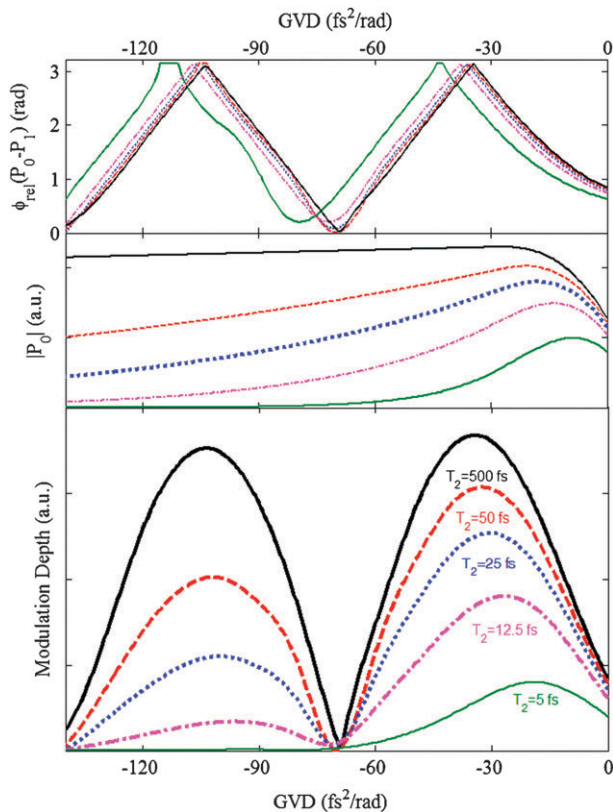 GVD (fs²/rad)
-120 -90 -60 -30 0
3
2
1
0
ϕrel(P0-P1) (rad)
|P0| (a.u.)
Modulation Depth (a.u.)
T2=500 fs
T2=50 fs
T2=25 fs
T2=12.5 fs
T2=5 fs
-120 -90 -60 -30 0
GVD (fs²/rad)